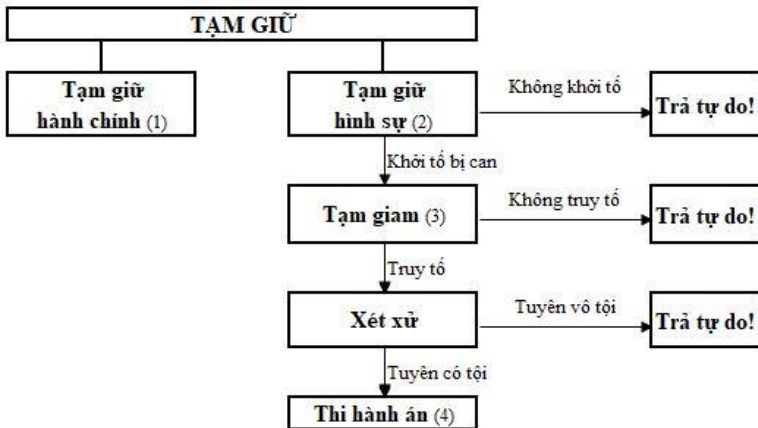 TẠM GIỮ
Tạm giữ
hành chính (1)
Tạm giữ
hình sự (2)
Không khởi tố
Trả tự do!
Khởi tố bị can
Tạm giam (3)
Không truy tố
Trả tự do!
Truy tố
Xét xử
Tuyên vô tội
Trả tự do!
Tuyên có tội
Thi hành án (4)